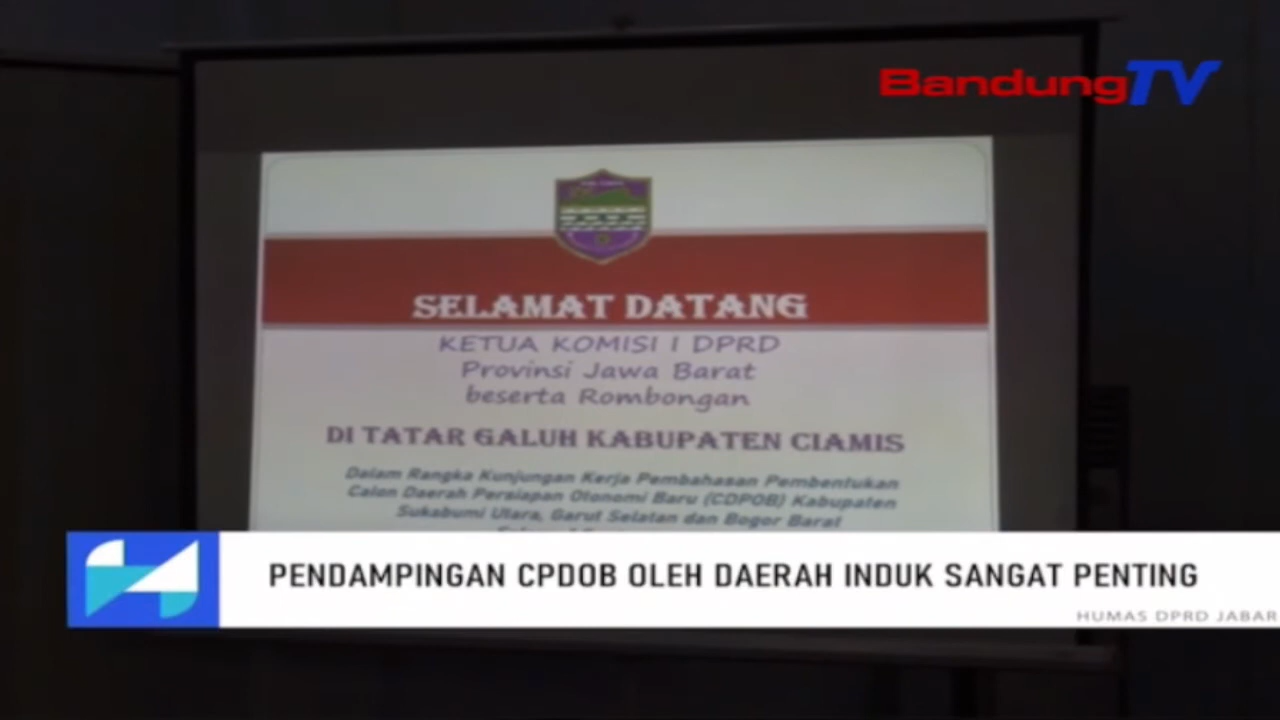 BandungTV
SELAMAT DATANG
KETUA KOMISI I DPRD
Provinsi Jawa Barat
beserta Rombongan
DI TATAR GALUH KABUPATEN CIAMIS
Dalam Rangka Kunjungan Kerja Pembahasan Pembentukan
Calon Daerah Persiapan Otonomi Baru (CDPOB) Kabupaten
Sukabumi Utara, Garut Selatan dan Bogor Barat
PENDAMPINGAN CPDOB OLEH DAERAH INDUK SANGAT PENTING
HUMAS DPRD JABAR